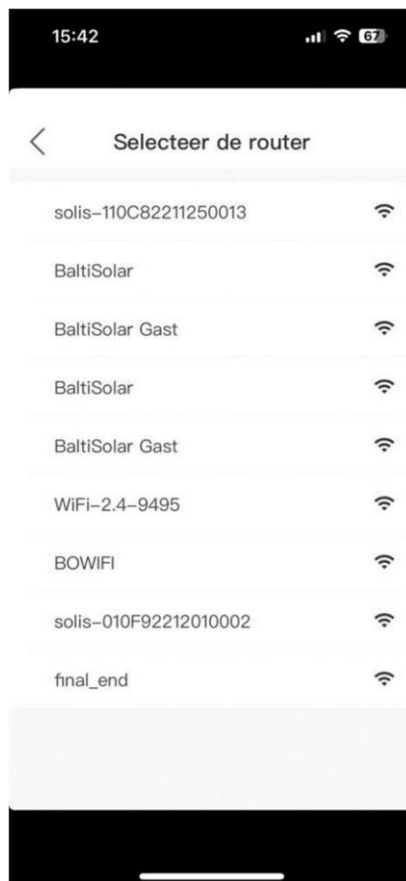 15:42
67
Selecteer de router
solis-110C82211250013
BaltiSolar
BaltiSolar Gast
BaltiSolar
BaltiSolar Gast
WiFi-2.4-9495
BOWIFI
solis-010F92212010002
final_end